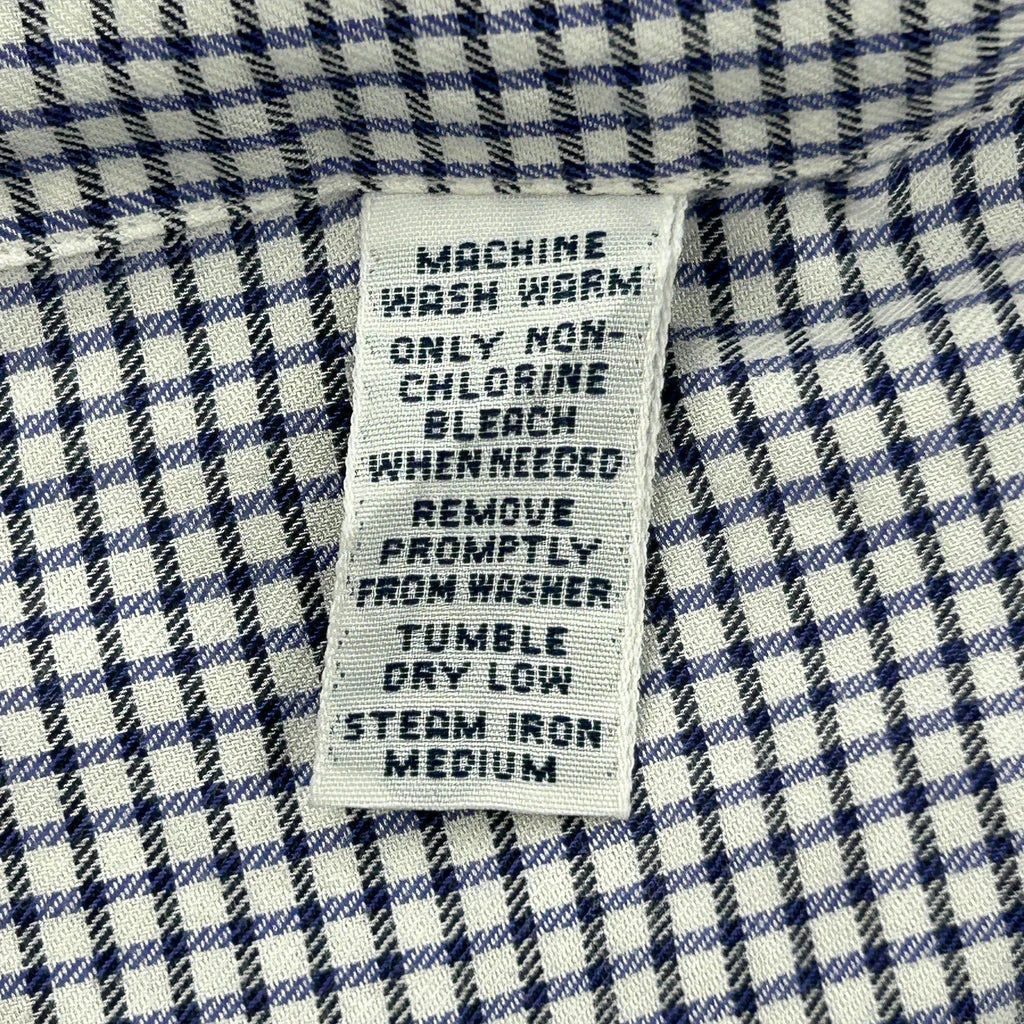 MACHINE
WASH WARM
ONLY NON-
CHLORINE
BLEACH
WHEN NEEDED
REMOVE
PROMPTLY
FROM WASHER
TUMBLE
DRY LOW
STEAM IRON
MEDIUM